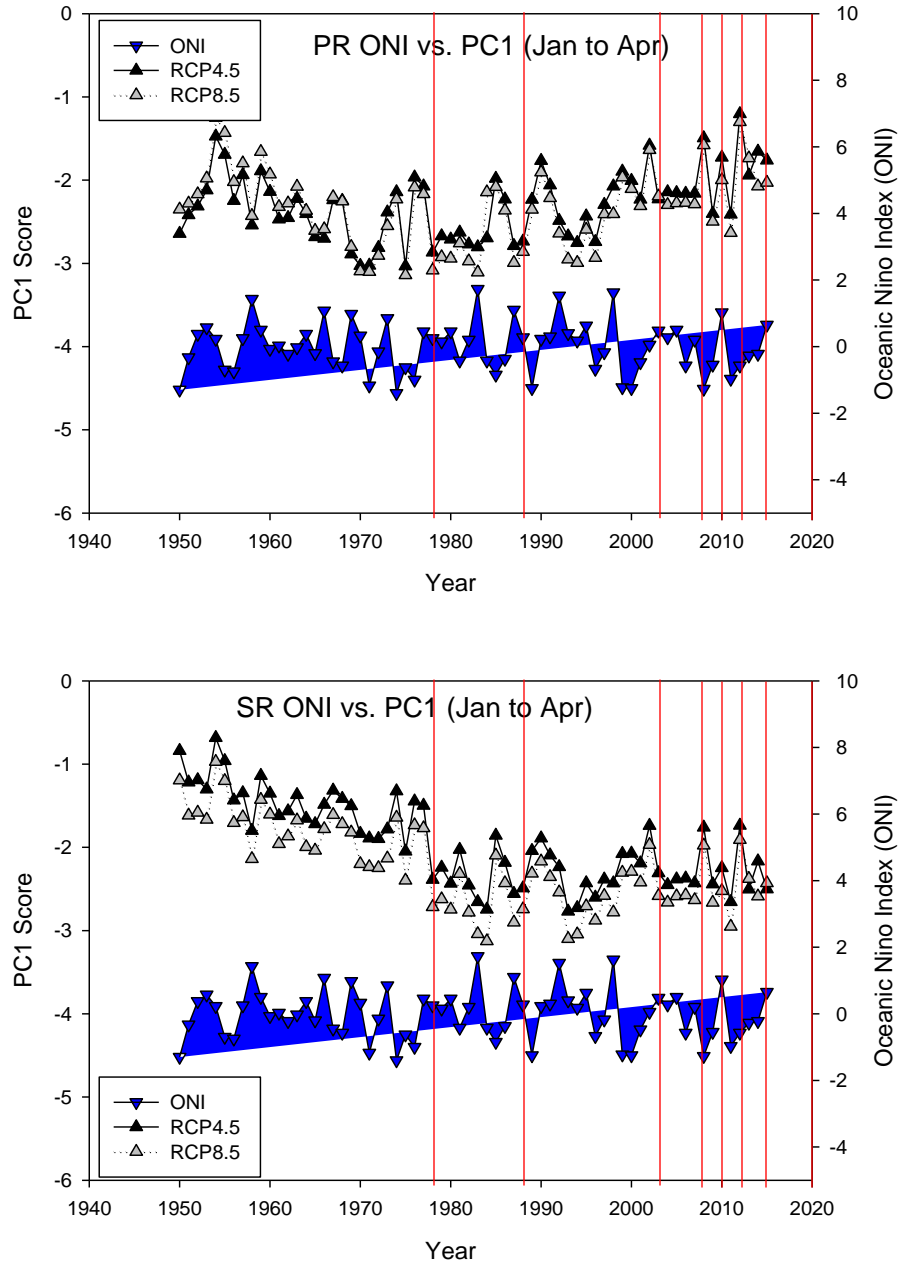 PR ONI vs. PC1 (Jan to Apr)
ONI
RCP4.5
RCP8.5
0
-1
-2
-3
-4
-5
-6
PC1 Score
10
8
6
4
2
0
-2
-4
Oceanic Nino Index (ONI)
1940 1950 1960 1970 1980 1990 2000 2010 2020
Year
SR ONI vs. PC1 (Jan to Apr)
0
-1
-2
-3
-4
-5
-6
PC1 Score
10
8
6
4
2
0
-2
-4
Oceanic Nino Index (ONI)
ONI
RCP4.5
RCP8.5
1940 1950 1960 1970 1980 1990 2000 2010 2020
Year